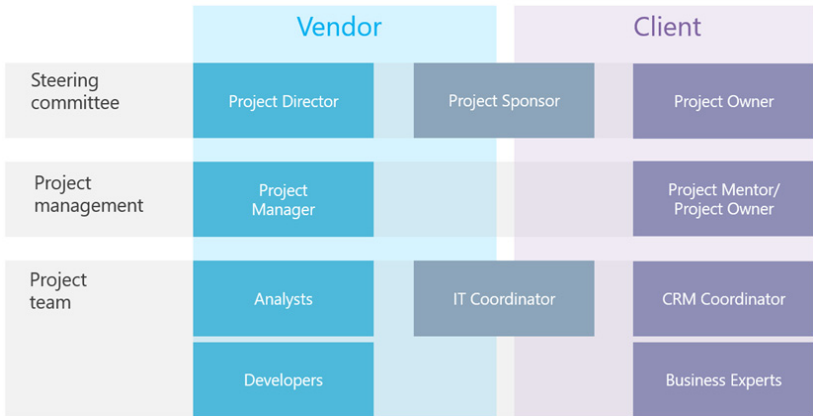 Vendor
Client
Steering
committee
Project Director
Project Sponsor
Project Owner
Project
management
Project
Manager
Project Mentor/
Project Owner
Project
team
Analysts
IT Coordinator
CRM Coordinator
Developers
Business Experts